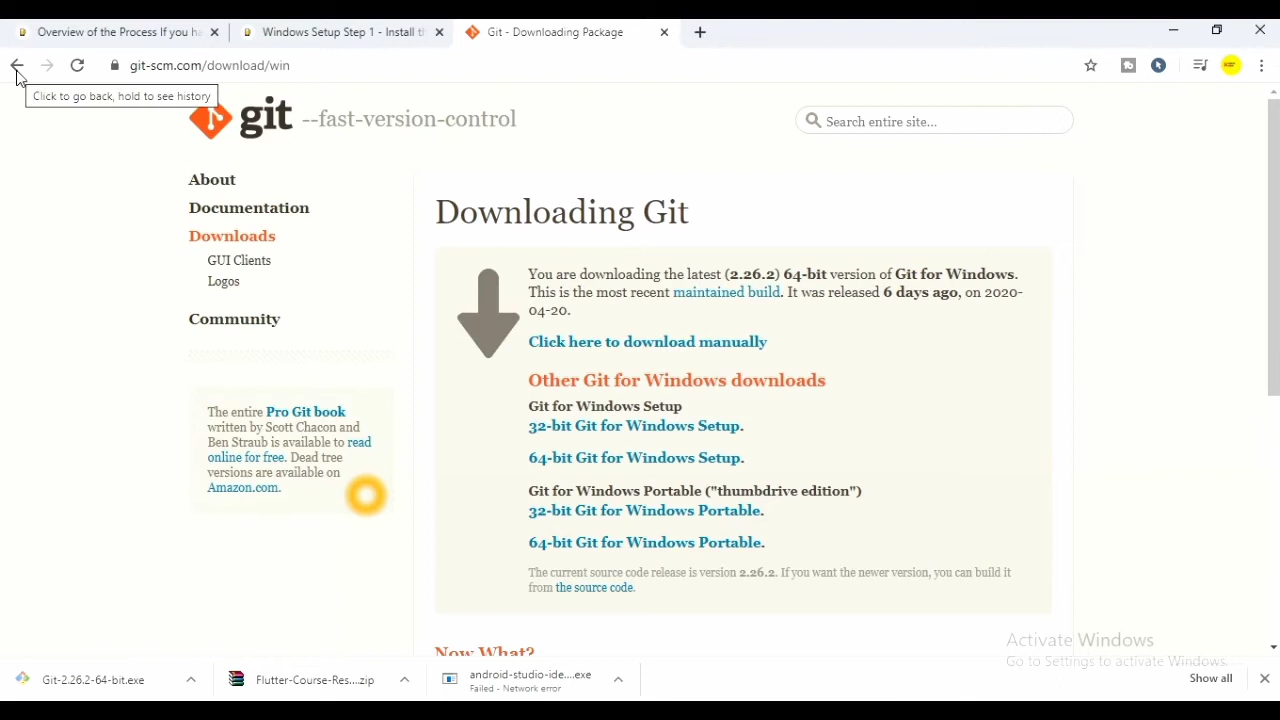 Overview of the Process If you ha
Windows Setup Step 1 - Install th
Git - Downloading Package
git-scm.com/download/win
Click to go back, hold to see history
git --fast-version-control
Search entire site...
About
Documentation
Downloads
GUI Clients
Logos
Community
The entire Pro Git book
written by Scott Chacon and
Ben Straub is available to read
online for free. Dead tree
versions are available on
Amazon.com.
Downloading Git
You are downloading the latest (2.26.2) 64-bit version of Git for Windows.
This is the most recent maintained build. It was released 6 days ago, on 2020-
04-20.
Click here to download manually
Other Git for Windows downloads
Git for Windows Setup
32-bit Git for Windows Setup.
64-bit Git for Windows Setup.
Git for Windows Portable ("thumbdrive edition")
32-bit Git for Windows Portable.
64-bit Git for Windows Portable.
The current source code release is version 2.26.2. If you want the newer version, you can build it
from the source code.
Now What?
Activate Windows
Go to Settings to activate Windows.
Git-2.26.2-64-bit.exe
Flutter-Course-Res....zip
android-studio-ide....exe
Failed - Network error
Show all